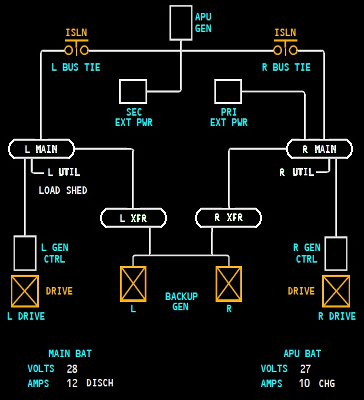 APU
GEN
ISLN
ISLN
L BUS TIE
R BUS TIE
SEC
EXT PWR
PRI
EXT PWR
L MAIN
R MAIN
L UTIL
R UTIL
LOAD SHED
L XFR
R XFR
L GEN
CTRL
R GEN
CTRL
DRIVE
DRIVE
BACKUP
GEN
L
R
L DRIVE
R DRIVE
MAIN BAT
APU BAT
VOLTS 28
VOLTS 27
AMPS 12 DISCH
AMPS 10 CHG